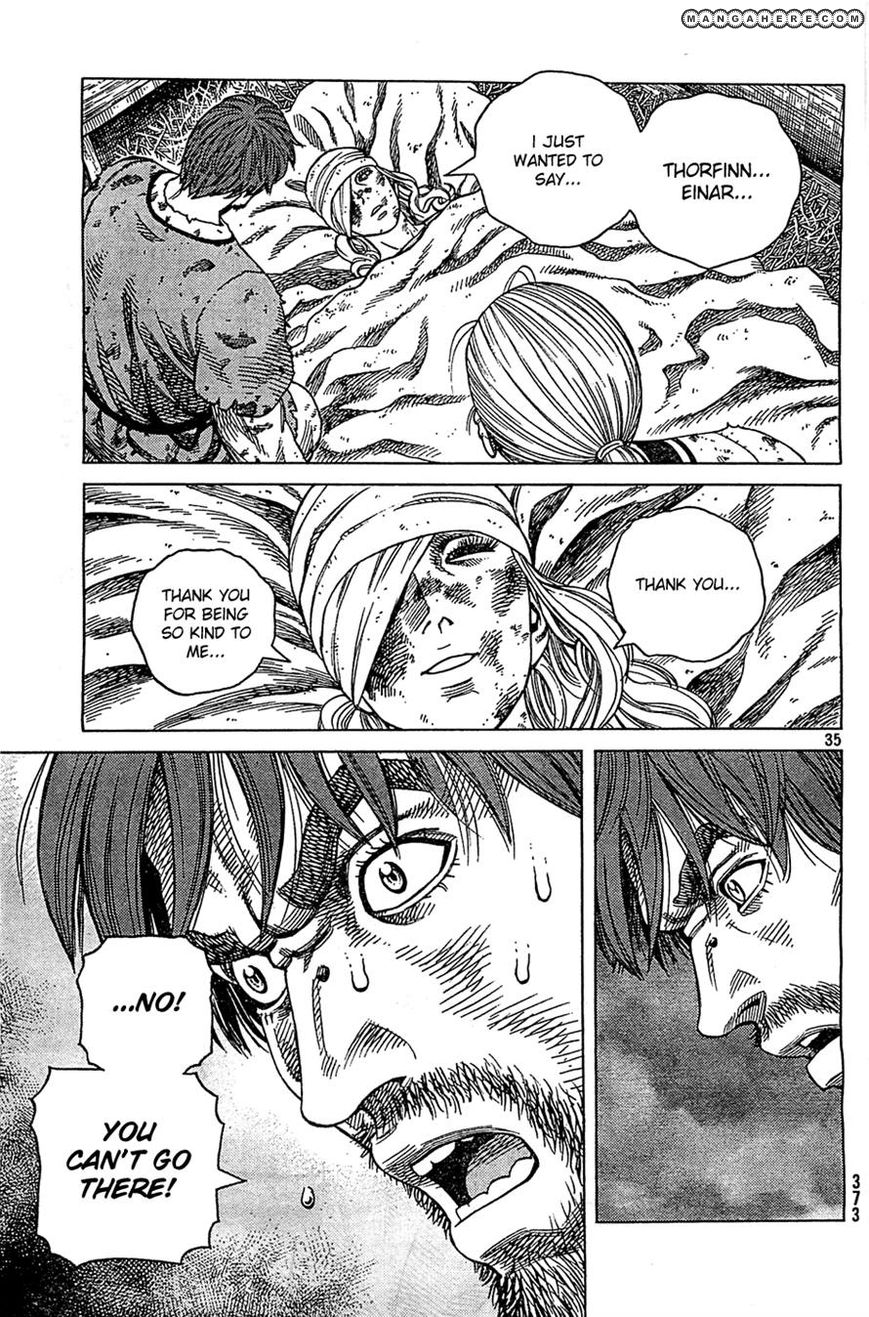 MANGAHERE.COM
THORFINN...
EINAR...
I JUST
WANTED TO
SAY...
THANK YOU...
THANK YOU
FOR BEING
SO KIND TO
ME...
35
...NO!
YOU
CAN'T GO
THERE!
373